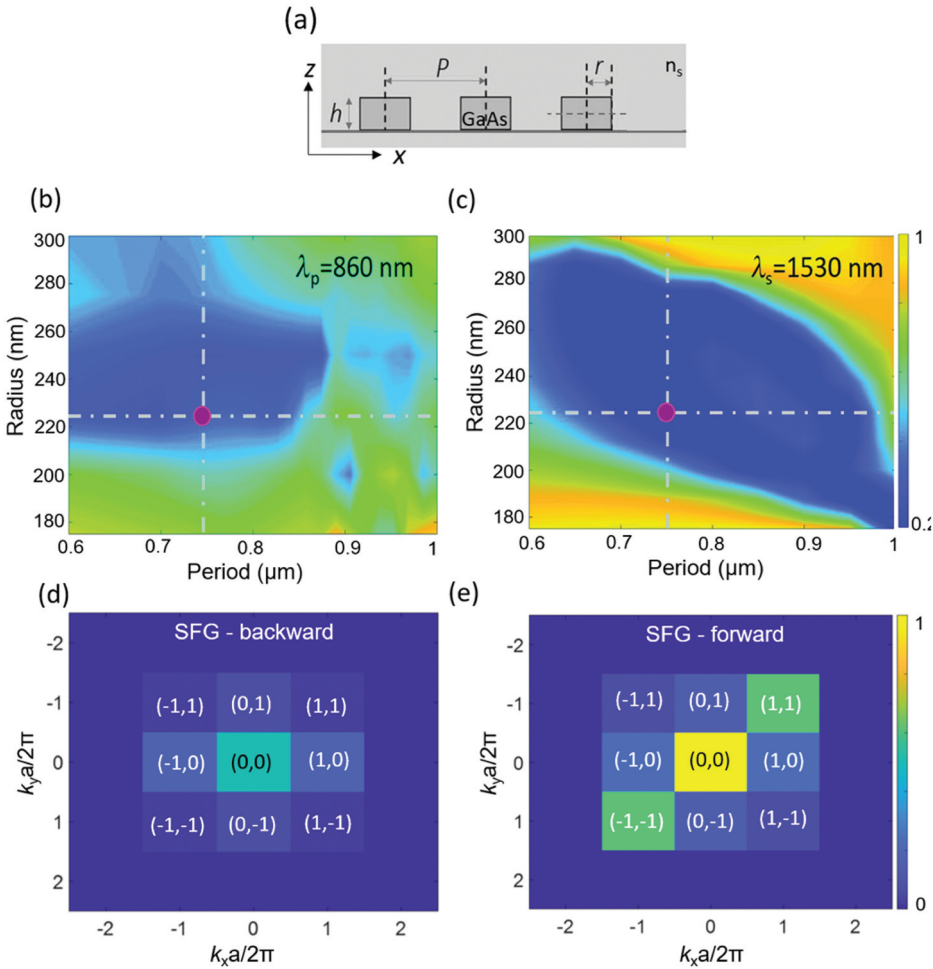 (a)
z
h
P
r
n_s
GaAs
x
(b)
(c)
300
280
260
240
220
200
180
Radius (nm)
λ_p=860 nm
0.6
0.7
0.8
0.9
1
Period (µm)
300
280
260
240
220
200
180
Radius (nm)
λ_s=1530 nm
0.6
0.7
0.8
0.9
1
Period (µm)
1
0.2
(d)
(e)
SFG - backward
-2
-1
0
1
2
k_ya/2π
(-1,1) (0,1) (1,1)
(-1,0) (0,0) (1,0)
(-1,-1) (0,-1) (1,-1)
-2 -1 0 1 2
k_xa/2π
SFG - forward
-2
-1
0
1
2
k_ya/2π
(-1,1) (0,1) (1,1)
(-1,0) (0,0) (1,0)
(-1,-1) (0,-1) (1,-1)
-2 -1 0 1 2
k_xa/2π
1
0